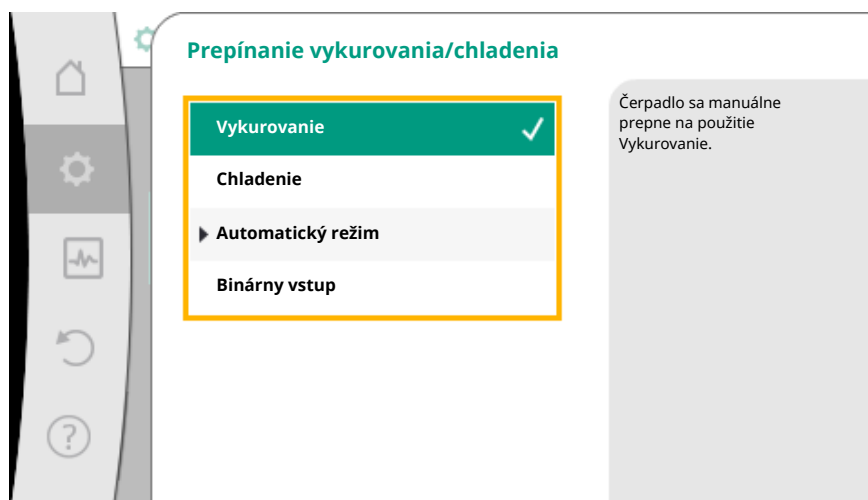 Prepínanie vykurovania/chladenia
Vykurovanie
Chladenie
Automatický režim
Binárny vstup
Čerpadlo sa manuálne
prepne na použitie
Vykurovanie.
?